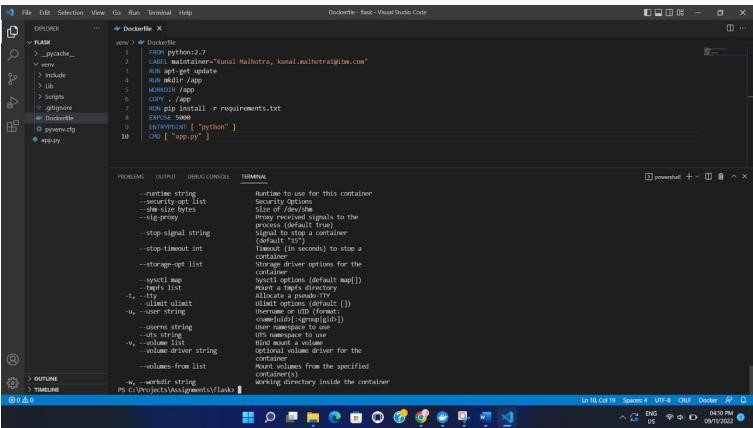 File Edit Selection View Go Run Terminal Help
Dockerfile - flask - Visual Studio Code
EXPLORER
FLASK
__pycache__
venv
Include
Lib
Scripts
.gitignore
Dockerfile
pyvenv.cfg
app.py
OUTLINE
TIMELINE
Dockerfile
venv > Dockerfile
1 FROM python:2.7
2 LABEL maintainer="Kunal Malhotra, kunal.malhotra1@ibm.com"
3 RUN apt-get update
4 RUN mkdir /app
5 WORKDIR /app
6 COPY . /app
7 RUN pip install -r requirements.txt
8 EXPOSE 5000
9 ENTRYPOINT [ "python" ]
10 CMD [ "app.py" ]
PROBLEMS OUTPUT DEBUG CONSOLE TERMINAL
powershell
--runtime string Runtime to use for this container
--security-opt list Security Options
--shm-size bytes Size of /dev/shm
--sig-proxy Proxy received signals to the
process (default true)
--stop-signal string Signal to stop a container
(default "15")
--stop-timeout int Timeout (in seconds) to stop a
container
--storage-opt list Storage driver options for the
container
--sysctl map Sysctl options (default map[])
--tmpfs list Mount a tmpfs directory
-t, --tty Allocate a pseudo-TTY
--ulimit ulimit Ulimit options (default [])
-u, --user string Username or UID (format:
<name|uid>[:<group|gid>])
--userns string User namespace to use
--uts string UTS namespace to use
-v, --volume list Bind mount a volume
--volume-driver string Optional volume driver for the
container
--volumes-from list Mount volumes from the specified
container(s)
-w, --workdir string Working directory inside the container
PS C:\Projects\Assignments\flask>
0 0
Ln 10, Col 19 Spaces: 4 UTF-8 CRLF Docker
ENG
US
04:10 PM
09/11/2022